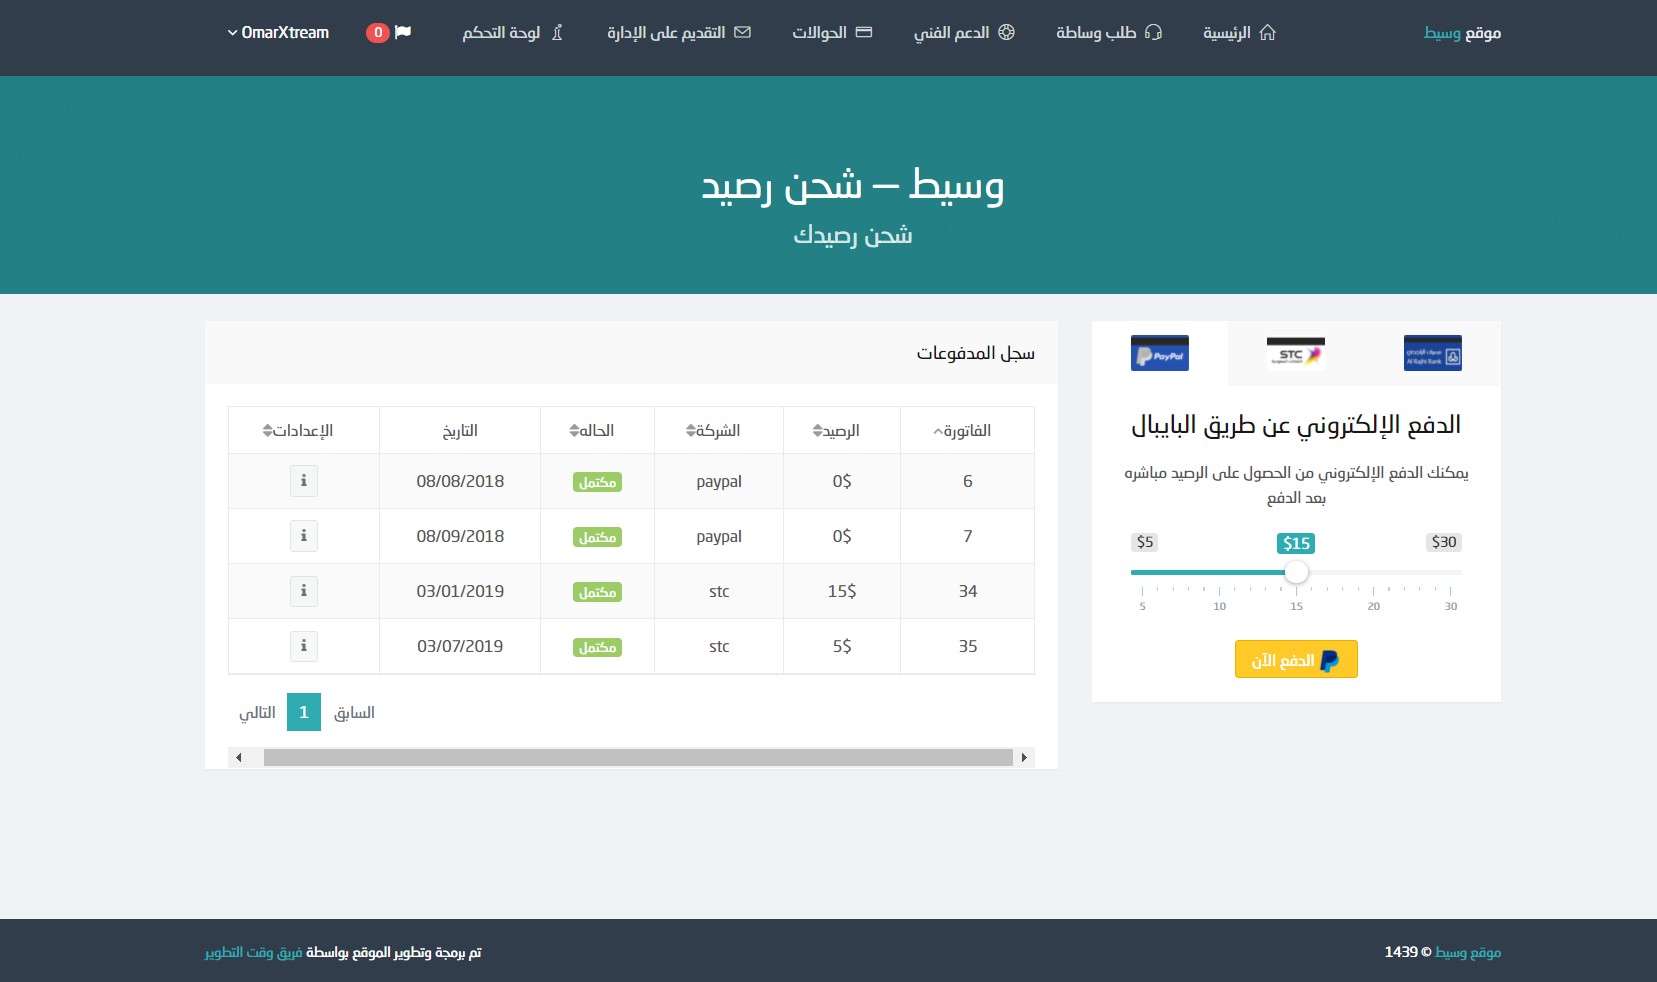 موقع وسيط
الرئيسية
طلب وساطة
الدعم الفني
الحوالات
التقديم على الإدارة
لوحة التحكم
0
OmarXtream
وسيط – شحن رصيد
شحن رصيدك
مصرف الراجحي
Al Rajhi Bank
STC
PayPal
الدفع الإلكتروني عن طريق البايبال
يمكنك الدفع الإلكتروني من الحصول على الرصيد مباشره
بعد الدفع
$5 $15 $30
5 10 15 20 30
الدفع الآن
سجل المدفوعات
الفاتورة الرصيد الشركة الحاله التاريخ الإعدادات
6 0$ paypal مكتمل 08/08/2018
7 0$ paypal مكتمل 08/09/2018
34 15$ stc مكتمل 03/01/2019
35 5$ stc مكتمل 03/07/2019
السابق 1 التالي
موقع وسيط © 1439
تم برمجة وتطوير الموقع بواسطة فريق وقت التطوير